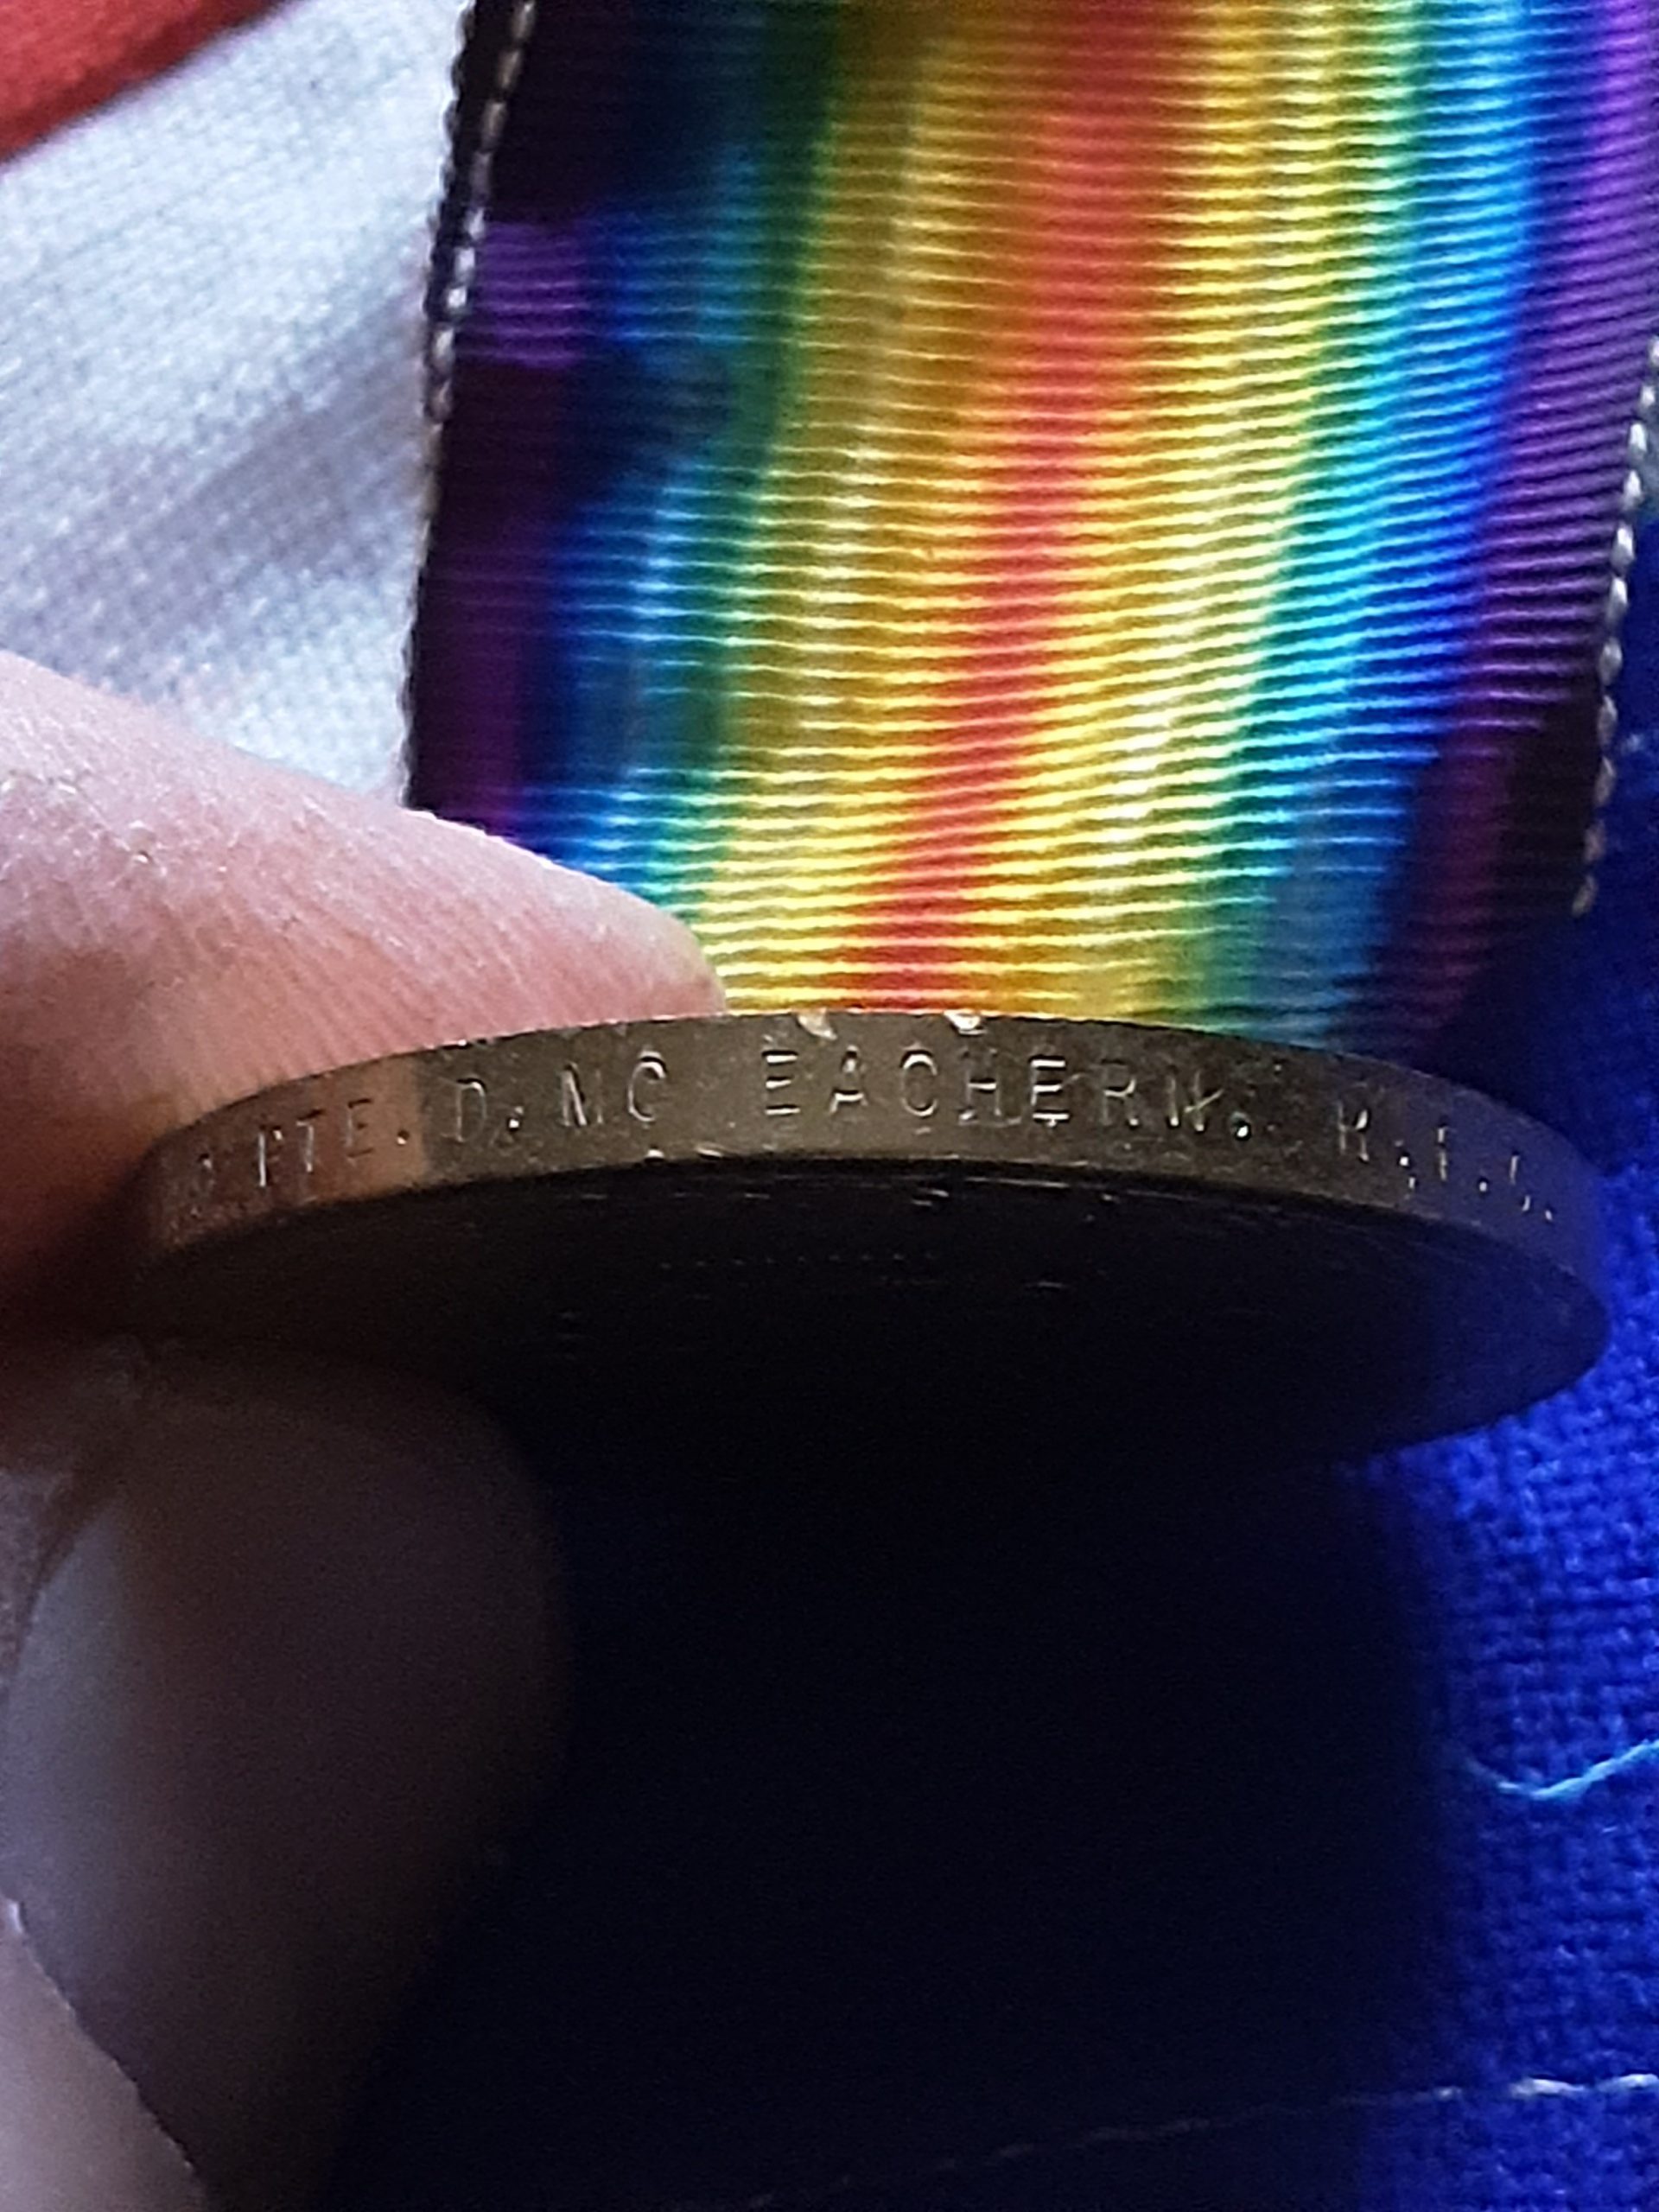 PTE. D. MC EACHERN.